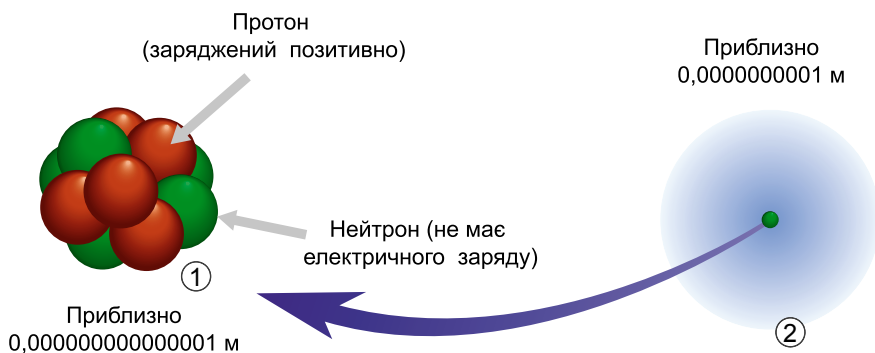 Протон
(заряджений позитивно)
Приблизно
0,0000000001 м
Нейтрон (не має
електричного заряду)
1
Приблизно
0,000000000000001 м
2